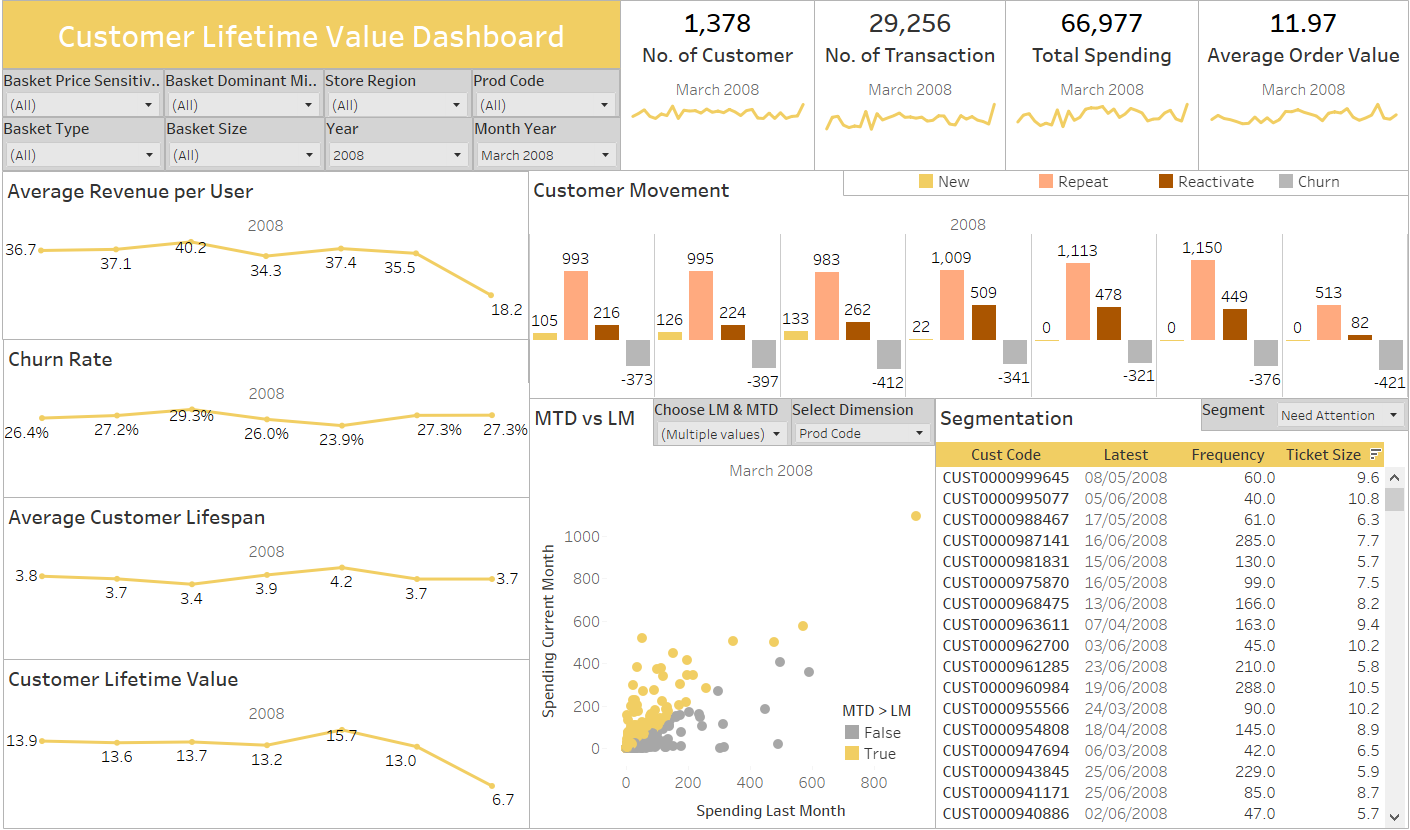 Customer Lifetime Value Dashboard
1,378
No. of Customer
March 2008
29,256
No. of Transaction
March 2008
66,977
Total Spending
March 2008
11.97
Average Order Value
March 2008
Basket Price Sensitiv.. Basket Dominant Mi.. Store Region Prod Code
(All) (All) (All) (All)
Basket Type Basket Size Year Month Year
(All) (All) 2008 March 2008
Average Revenue per User
2008
36.7 37.1 40.2 34.3 37.4 35.5 18.2
Churn Rate
2008
26.4% 27.2% 29.3% 26.0% 23.9% 27.3% 27.3%
Average Customer Lifespan
2008
3.8 3.7 3.4 3.9 4.2 3.7 3.7
Customer Lifetime Value
2008
13.9 13.6 13.7 13.2 15.7 13.0 6.7
Customer Movement
New Repeat Reactivate Churn
2008
105 993 216 -373
126 995 224 -397
133 983 262 -412
22 1,009 509 -341
0 1,113 478 -321
0 1,150 449 -376
0 513 82 -421
MTD vs LM
Choose LM & MTD
(Multiple values)
Select Dimension
Prod Code
March 2008
Spending Current Month
1000
800
600
400
200
0
0 200 400 600 800
Spending Last Month
MTD > LM
False
True
Segmentation
Segment Need Attention
Cust Code Latest Frequency Ticket Size
CUST0000999645 08/05/2008 60.0 9.6
CUST0000995077 05/06/2008 40.0 10.8
CUST0000988467 17/05/2008 61.0 6.3
CUST0000987141 16/06/2008 285.0 7.7
CUST0000981831 15/06/2008 130.0 5.7
CUST0000975870 16/05/2008 99.0 7.5
CUST0000968475 13/06/2008 166.0 8.2
CUST0000963611 07/04/2008 163.0 9.4
CUST0000962700 03/06/2008 45.0 10.2
CUST0000961285 23/06/2008 210.0 5.8
CUST0000960984 19/06/2008 288.0 10.5
CUST0000955566 24/03/2008 90.0 10.2
CUST0000954808 18/04/2008 145.0 8.9
CUST0000947694 06/03/2008 42.0 6.5
CUST0000943845 25/06/2008 229.0 5.9
CUST0000941171 25/06/2008 85.0 8.7
CUST0000940886 02/06/2008 47.0 5.7